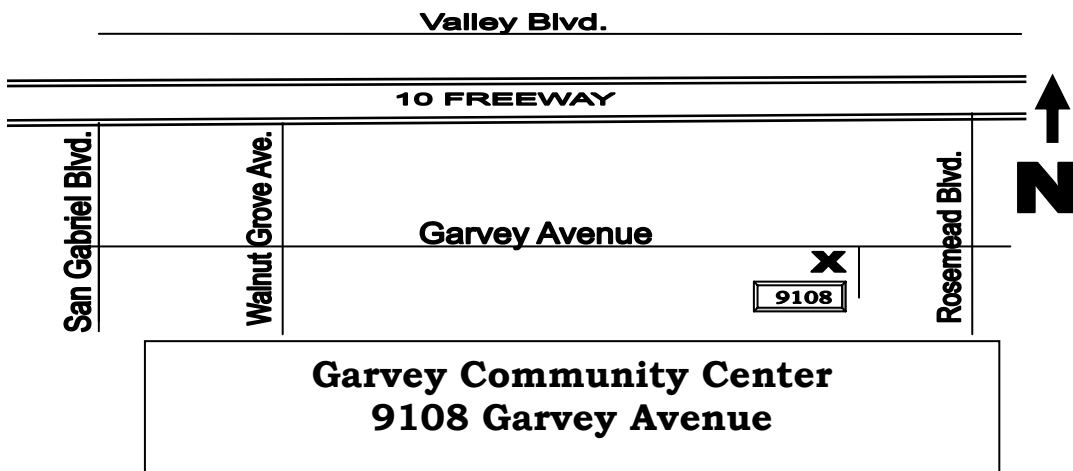 Valley Blvd.
10 FREEWAY
San Gabriel Blvd.
Walnut Grove Ave.
Garvey Avenue
Rosemead Blvd.
N
X
9108
Garvey Community Center
9108 Garvey Avenue